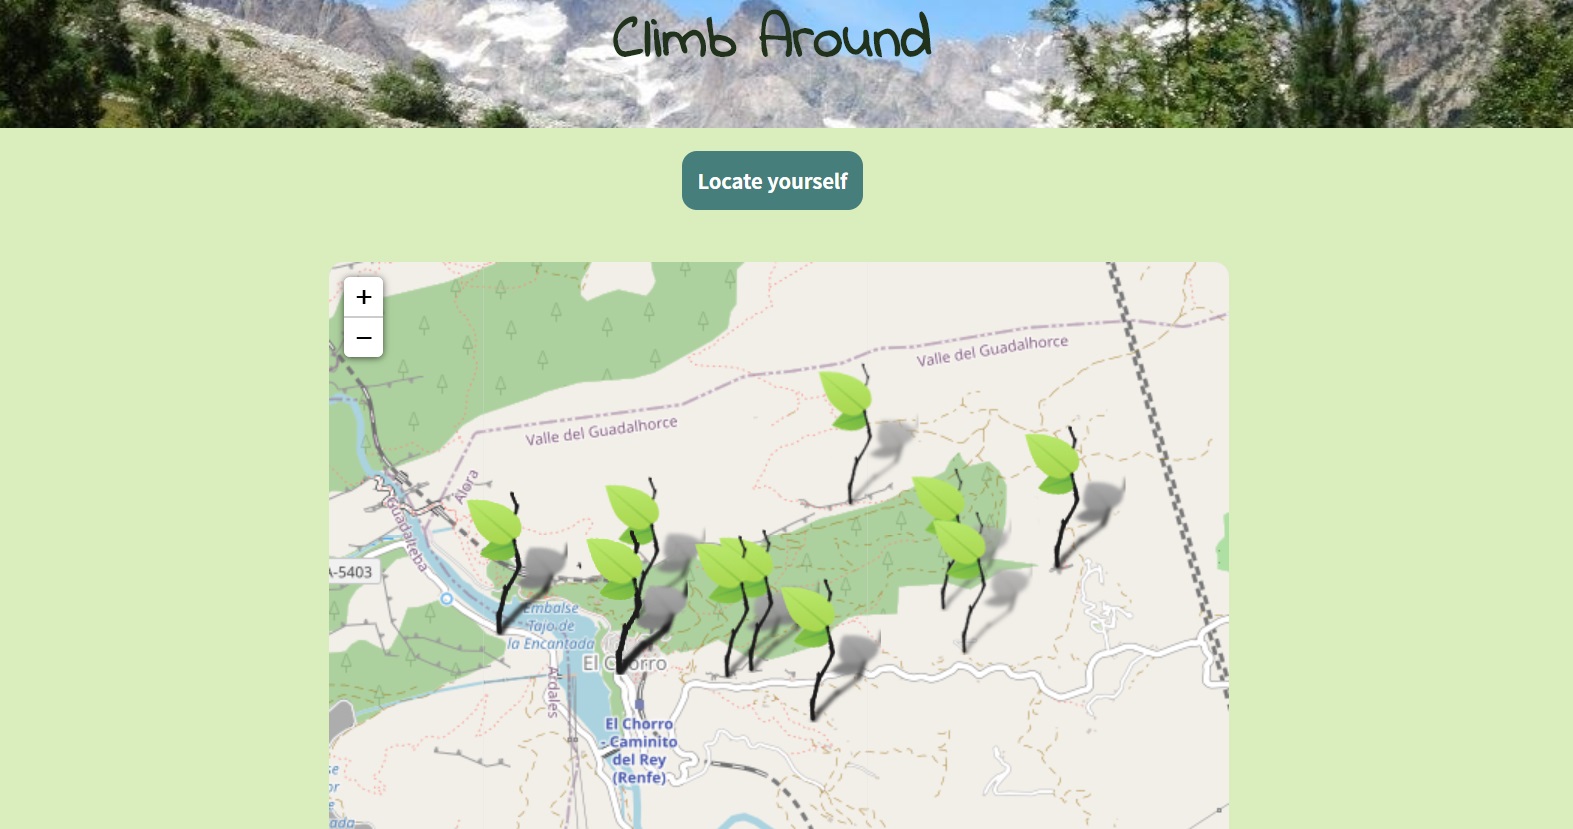 Climb Around
Locate yourself
+
−
Valle del Guadalhorce
Valle del Guadalhorce
Álora
Guadalteba
A-5403
Embalse
Tajo de
la Encantada
El Chorro
Ardales
El Chorro
- Caminito
del Rey
(Renfe)